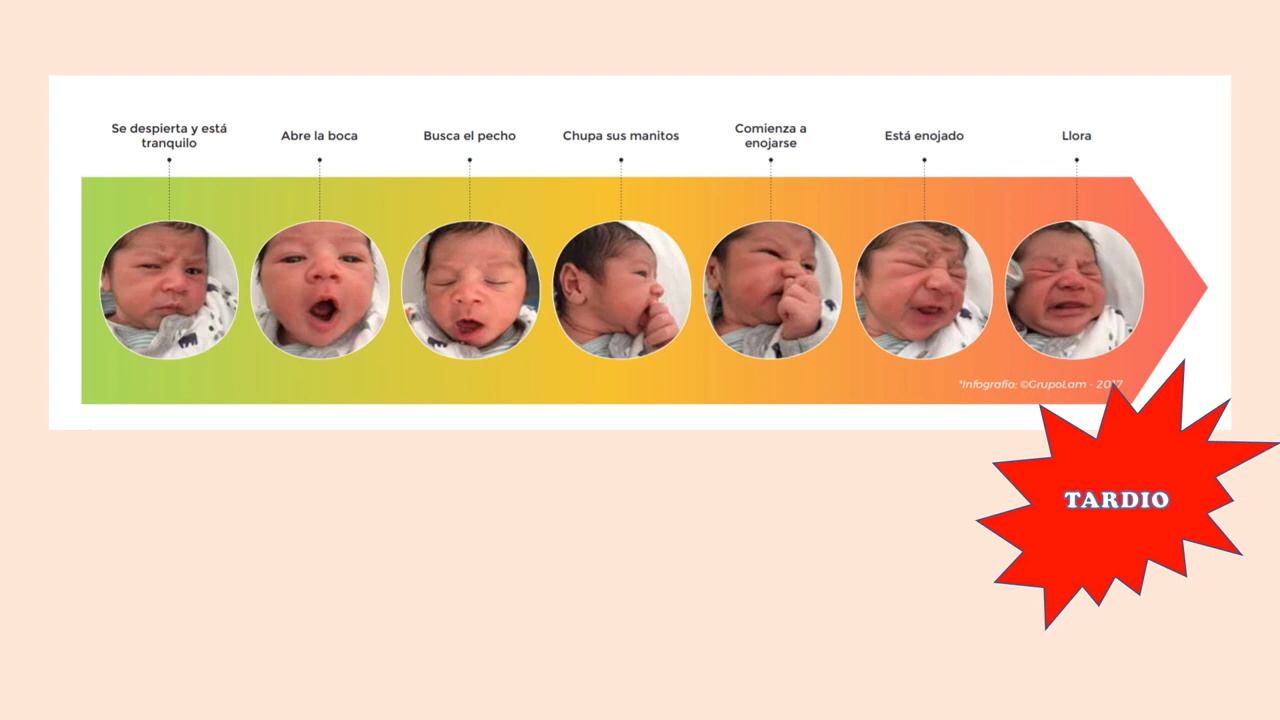 Se despierta y está
tranquilo
Abre la boca
Busca el pecho
Chupa sus manitos
Comienza a
enojarse
Está enojado
Llora
*Infografía: ©GrupoLam - 2017
TARDIO